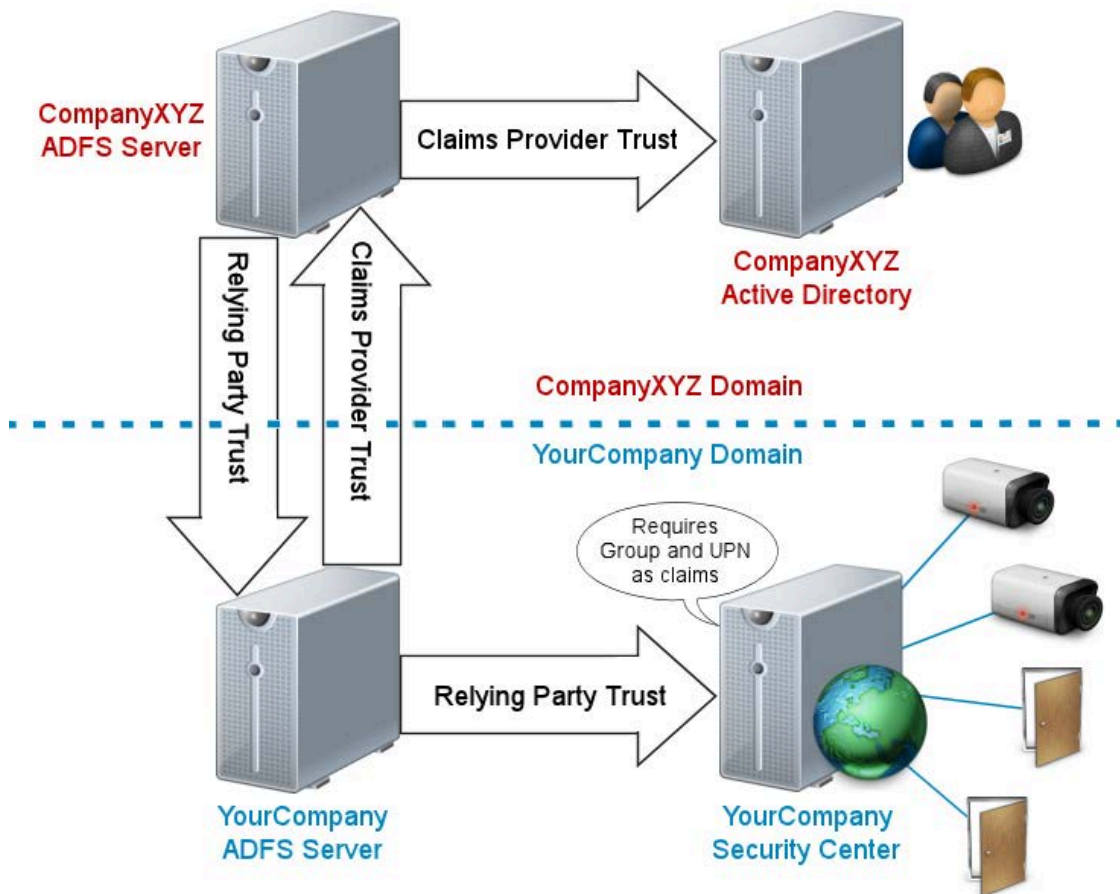 CompanyXYZ
ADFS Server
Claims Provider Trust
CompanyXYZ
Active Directory
Relying Party Trust
Claims Provider Trust
CompanyXYZ Domain
YourCompany Domain
Requires
Group and UPN
as claims
Relying Party Trust
YourCompany
ADFS Server
YourCompany
Security Center